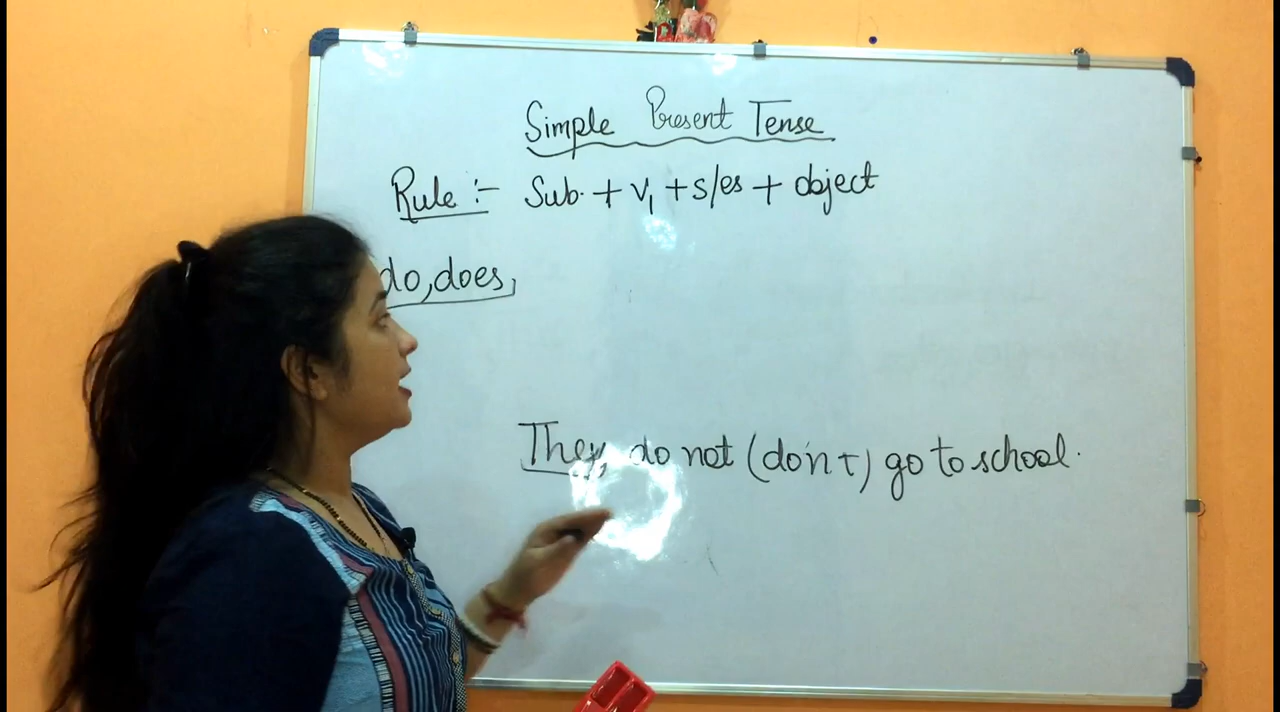 Simple Present Tense
Rule :- Sub. + V1 + s/es + object
do, does,
They, do not (don't) go to school.